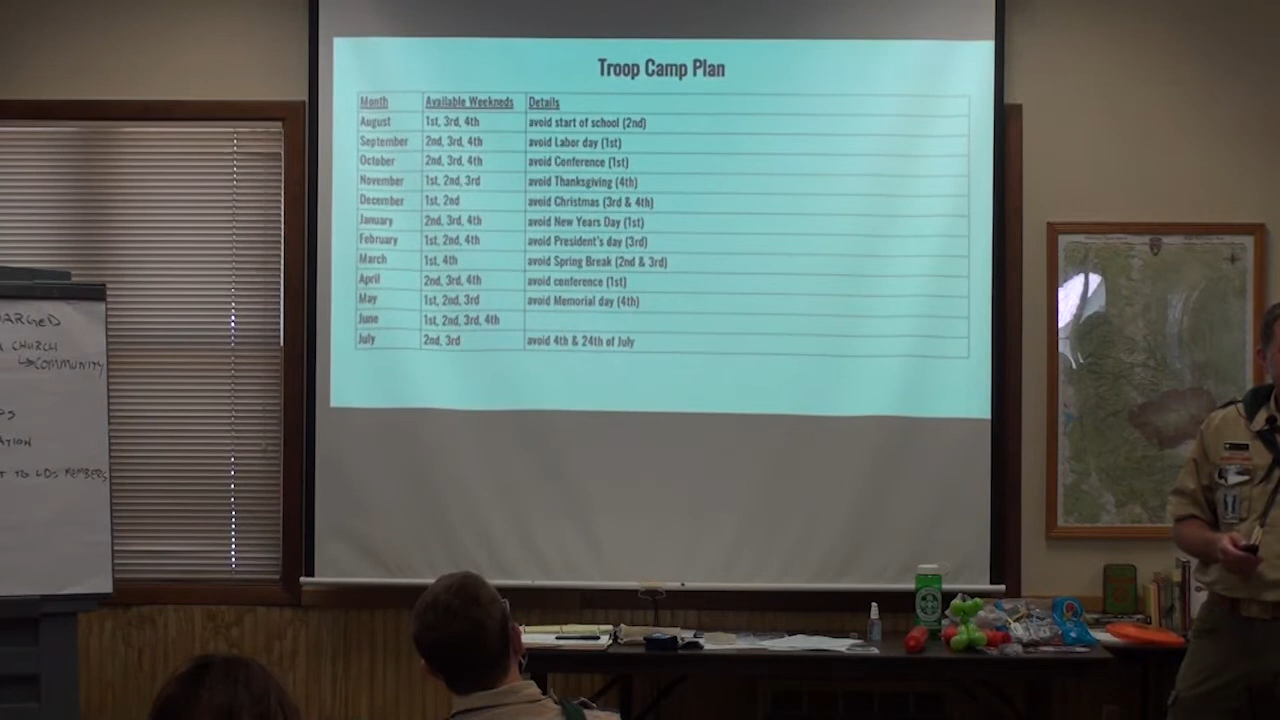 Troop Camp Plan
Month Available Weekneds Details
August 1st, 3rd, 4th avoid start of school (2nd)
September 2nd, 3rd, 4th avoid Labor day (1st)
October 2nd, 3rd, 4th avoid Conference (1st)
November 1st, 2nd, 3rd avoid Thanksgiving (4th)
December 1st, 2nd avoid Christmas (3rd & 4th)
January 2nd, 3rd, 4th avoid New Years Day (1st)
February 1st, 2nd, 4th avoid President's day (3rd)
March 1st, 4th avoid Spring Break (2nd & 3rd)
April 2nd, 3rd, 4th avoid conference (1st)
May 1st, 2nd, 3rd avoid Memorial day (4th)
June 1st, 2nd, 3rd, 4th
July 2nd, 3rd avoid 4th & 24th of July
CHURCH
↳COMMUNITY
TO LDS MEMBERS